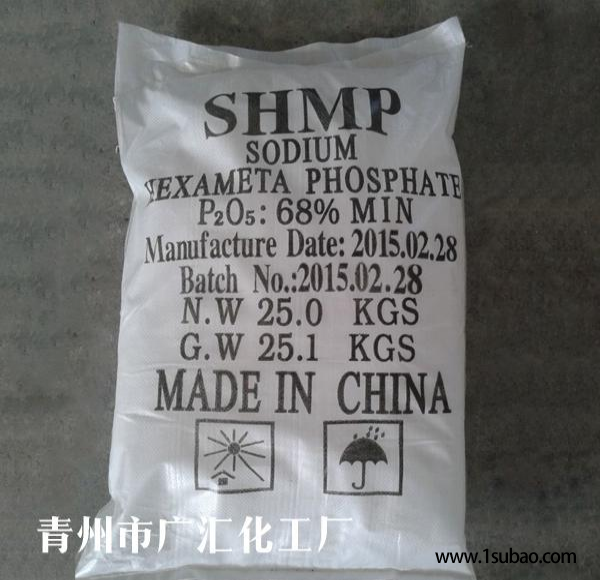 SHMP
SODIUM
HEXAMETA PHOSPHATE
P₂O₅: 68% MIN
Manufacture Date: 2015.02.28
Batch No.:2015.02.28
N.W 25.0 KGS
G.W 25.1 KGS
MADE IN CHINA
青州市广汇化工厂
www.1subao.com